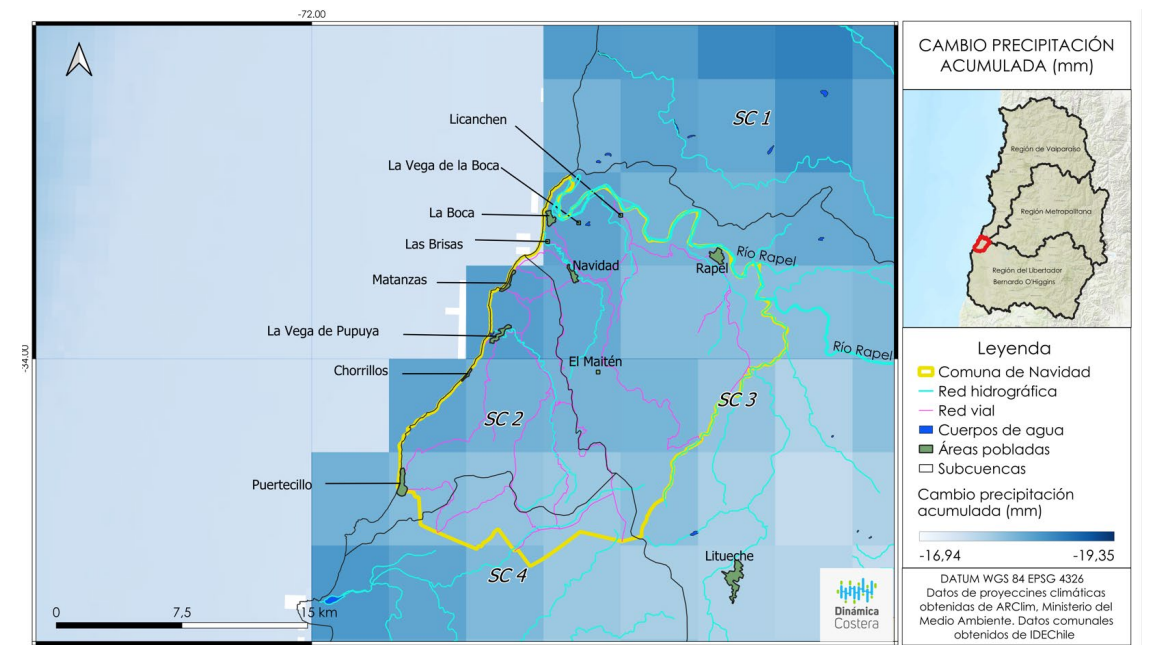 -72.00
-34.00
SC 1
Licanchen
La Vega de la Boca
La Boca
Las Brisas
Navidad
Rapel
Río Rapel
Matanzas
La Vega de Pupuya
Río Rapel
El Maitén
Chorrillos
SC 3
SC 2
Puertecillo
Litueche
SC 4
0 7,5 15 km
Dinámica
Costera
CAMBIO PRECIPITACIÓN
ACUMULADA (mm)
Región de Valparaíso
Región Metropolitana
Región del Libertador
Bernardo O'Higgins
Leyenda
Comuna de Navidad
Red hidrográfica
Red vial
Cuerpos de agua
Áreas pobladas
Subcuencas
Cambio precipitación
acumulada (mm)
-16,94 -19,35
DATUM WGS 84 EPSG 4326
Datos de proyeccines climáticas
obtenidas de ARClim, Ministerio del
Medio Ambiente. Datos comunales
obtenidos de IDEChile